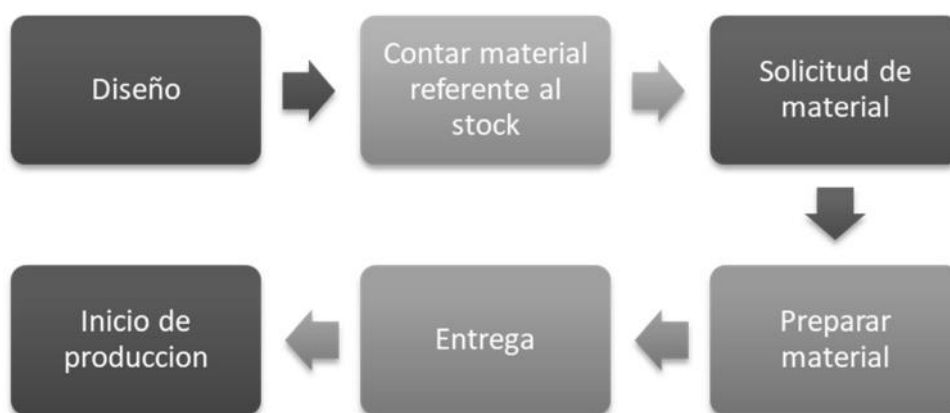 Diseño
Contar material
referente al
stock
Solicitud de
material
Inicio de
produccion
Entrega
Preparar
material